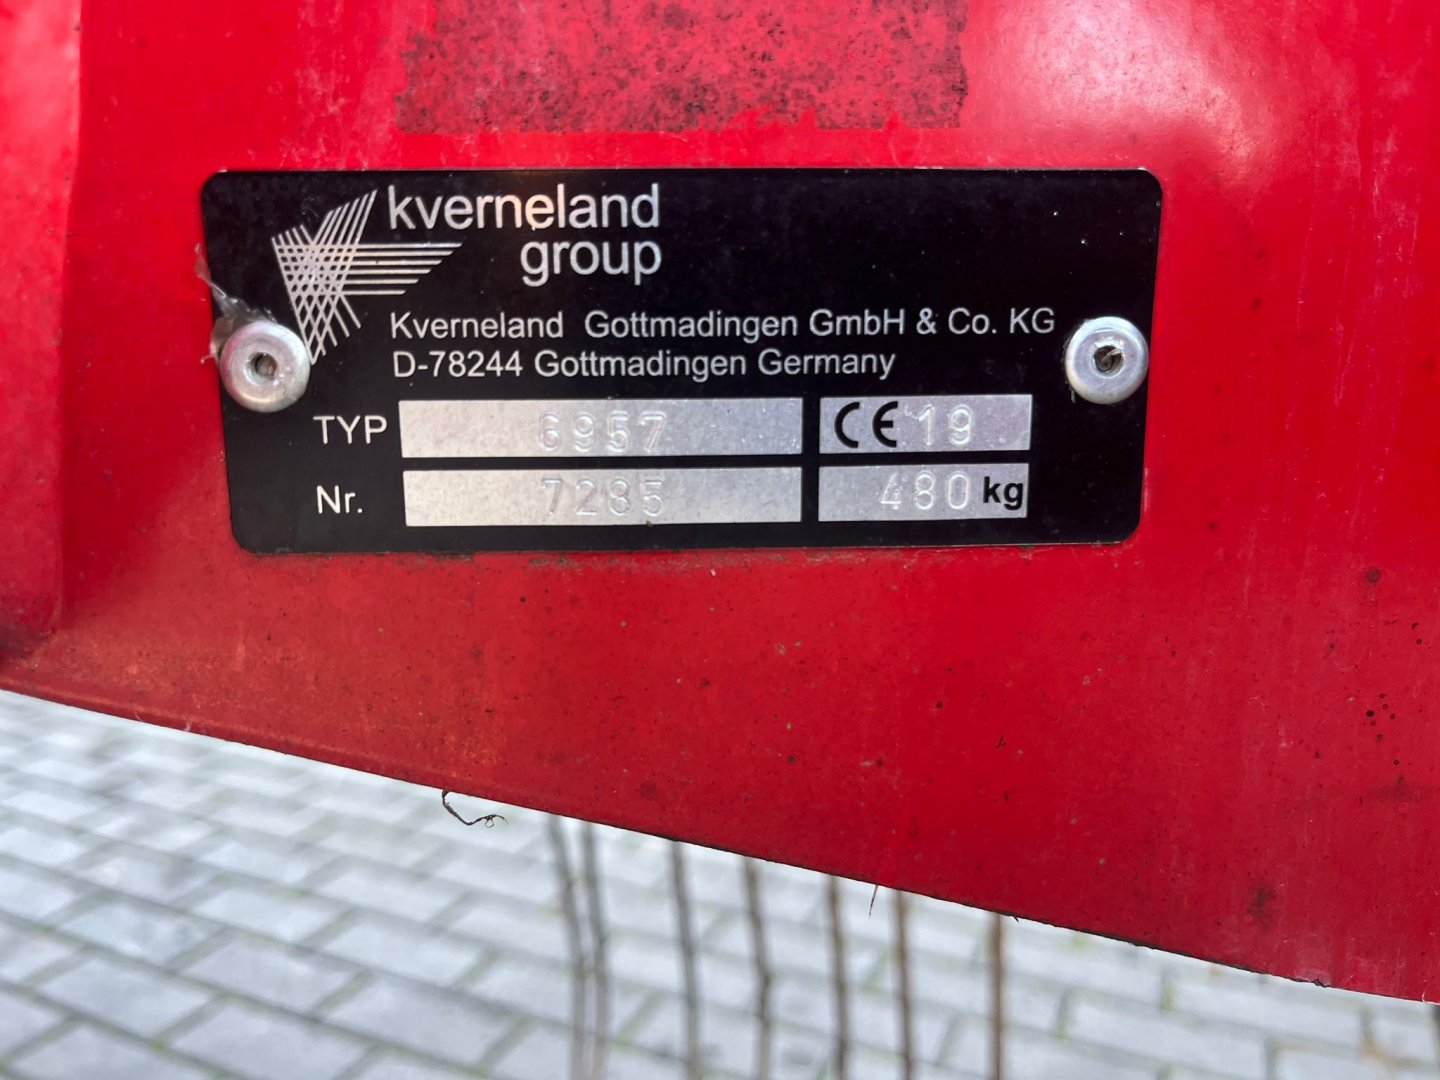 kverneland
group
Kverneland Gottmadingen GmbH & Co. KG
D-78244 Gottmadingen Germany
TYP 6957 CE 19
Nr. 7285 480 kg